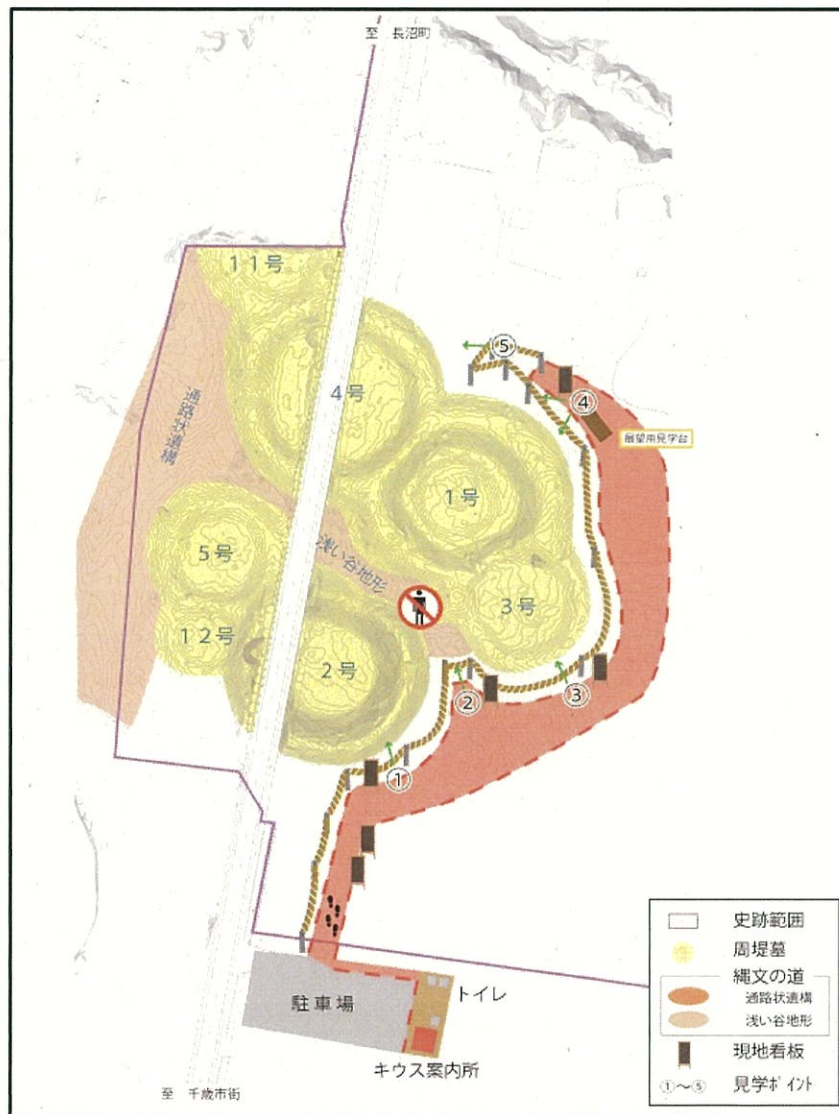 至 長沼町
11号
4号
通路状遺構
⑤
④
展望用見学台
1号
5号
浅い谷地形
3号
12号
2号
②
③
①
駐車場
トイレ
キウス案内所
至 千歳市街
史跡範囲
周堤墓
縄文の道
通路状遺構
浅い谷地形
現地看板
①～⑤ 見学ポイント